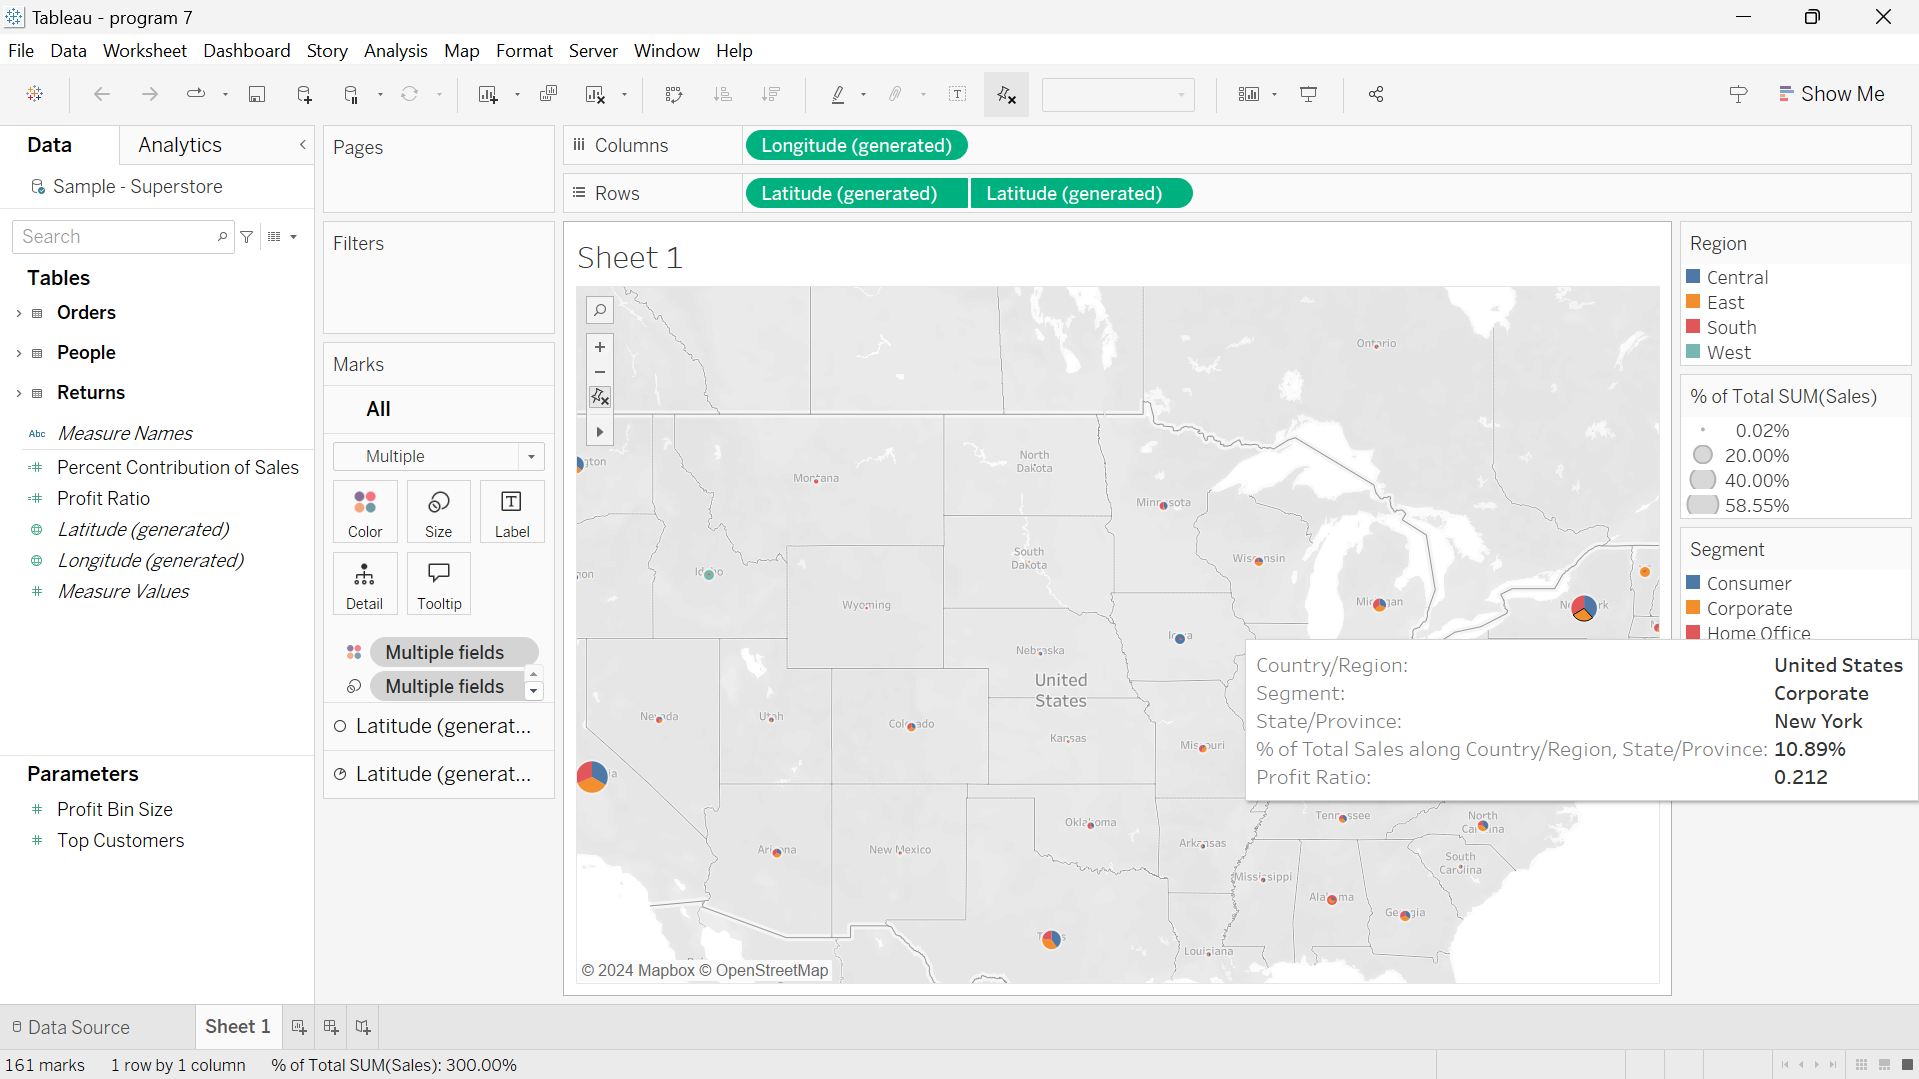 Tableau - program 7
File Data Worksheet Dashboard Story Analysis Map Format Server Window Help
Show Me
Data
Analytics
Sample - Superstore
Search
Tables
Orders
People
Returns
Abc Measure Names
Percent Contribution of Sales
Profit Ratio
Latitude (generated)
Longitude (generated)
Measure Values
Parameters
Profit Bin Size
Top Customers
Pages
Filters
Marks
All
Multiple
Color
Size
Label
Detail
Tooltip
Multiple fields
Multiple fields
Latitude (generat...
Latitude (generat...
Columns
Longitude (generated)
Rows
Latitude (generated)
Latitude (generated)
Sheet 1
Ontario
North
Dakota
Montana
Minnesota
South
Dakota
Wisconsin
Idaho
Wyoming
Michigan
Iowa
Nebraska
United
States
Nevada
Utah
Colorado
Kansas
Missouri
Oklahoma
Tennessee
North
Carolina
Arizona
New Mexico
Arkansas
South
Carolina
Mississippi
Alabama
Georgia
Texas
Louisiana
© 2024 Mapbox © OpenStreetMap
Country/Region: United States
Segment: Corporate
State/Province: New York
% of Total Sales along Country/Region, State/Province: 10.89%
Profit Ratio: 0.212
Region
Central
East
South
West
% of Total SUM(Sales)
0.02%
20.00%
40.00%
58.55%
Segment
Consumer
Corporate
Home Office
Data Source
Sheet 1
161 marks
1 row by 1 column
% of Total SUM(Sales): 300.00%